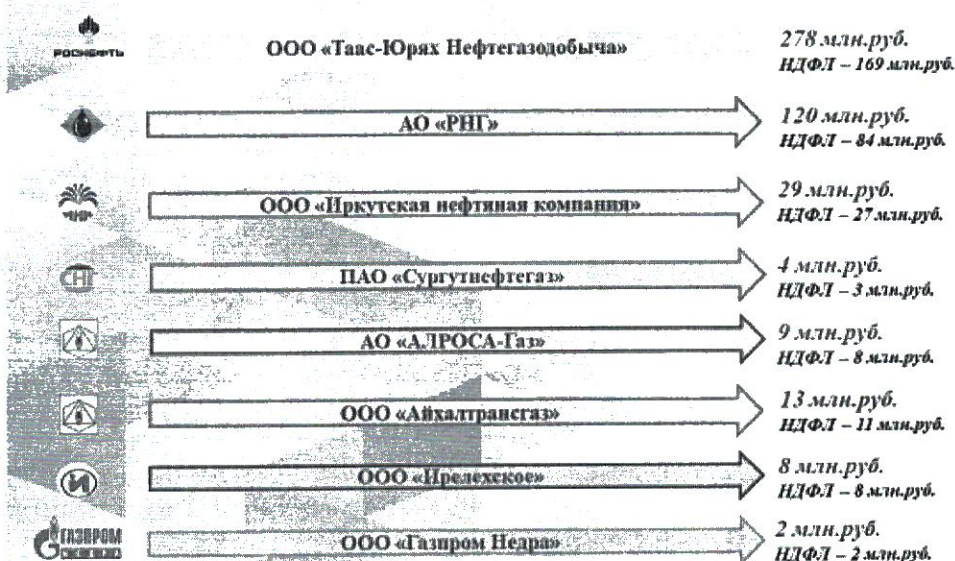 РОСНЕФТЬ
ООО «Таас-Юрях Нефтегазодобыча»
278 млн.руб.
НДФЛ – 169 млн.руб.
АО «РНГ»
120 млн.руб.
НДФЛ – 84 млн.руб.
ИНК
ООО «Иркутская нефтяная компания»
29 млн.руб.
НДФЛ – 27 млн.руб.
СНГ
ПАО «Сургутнефтегаз»
4 млн.руб.
НДФЛ – 3 млн.руб.
АО «АЛРОСА-Газ»
9 млн.руб.
НДФЛ – 8 млн.руб.
ООО «Айхалтрансгаз»
13 млн.руб.
НДФЛ – 11 млн.руб.
ООО «Ирелехское»
8 млн.руб.
НДФЛ – 8 млн.руб.
ГАЗПРОМ
ООО «Газпром Недра»
2 млн.руб.
НДФЛ – 2 млн.руб.